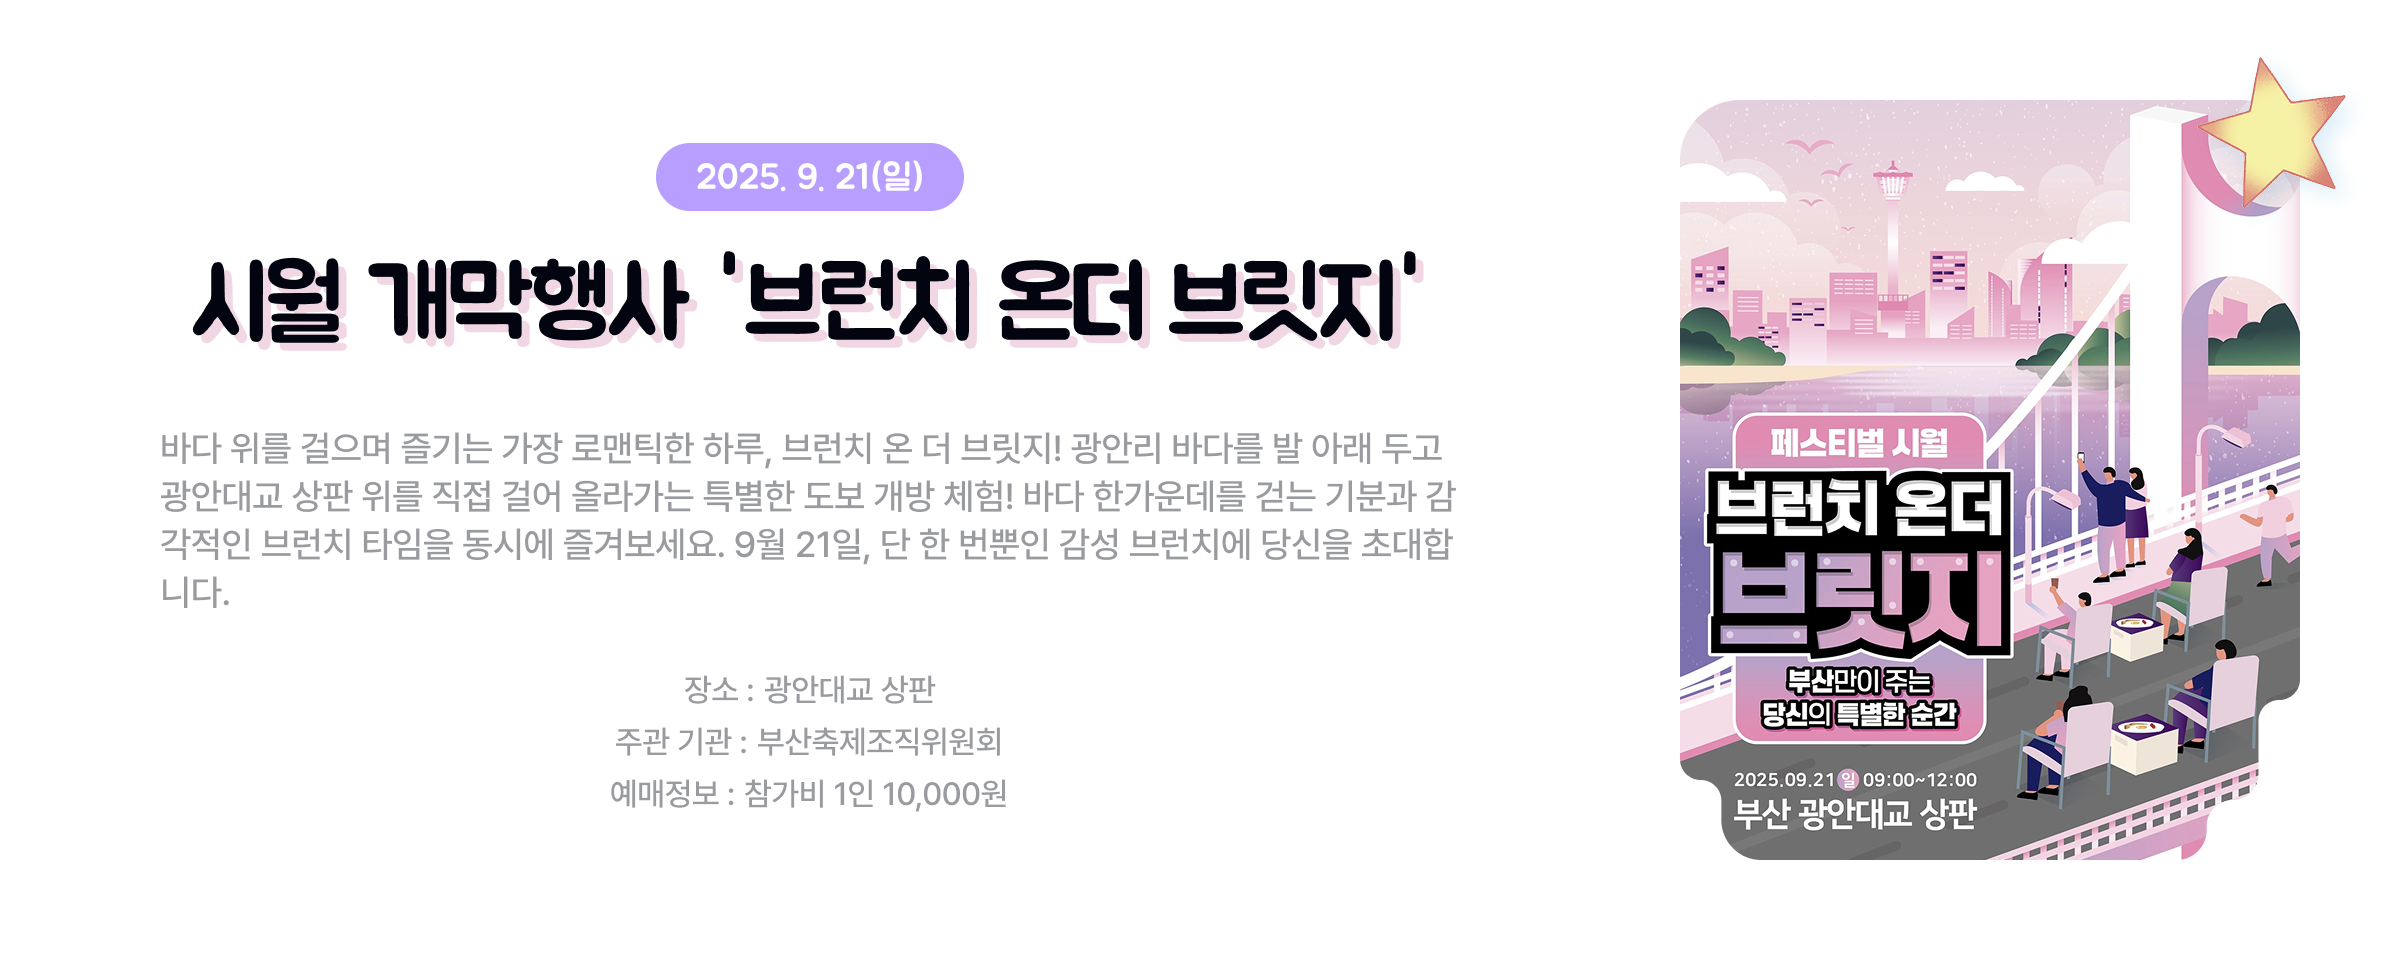 2025. 9. 21(일)
시월 개막행사 '브런치 온더 브릿지'
바다 위를 걸으며 즐기는 가장 로맨틱한 하루, 브런치 온 더 브릿지! 광안리 바다를 발 아래 두고
광안대교 상판 위를 직접 걸어 올라가는 특별한 도보 개방 체험! 바다 한가운데를 걷는 기분과 감
각적인 브런치 타임을 동시에 즐겨보세요. 9월 21일, 단 한 번뿐인 감성 브런치에 당신을 초대합
니다.
장소 : 광안대교 상판
주관 기관 : 부산축제조직위원회
예매정보 : 참가비 1인 10,000원
페스티벌 시월
브런치 온더
브릿지
부산만이 주는
당신의 특별한 순간
2025.09.21 일 09:00~12:00
부산 광안대교 상판